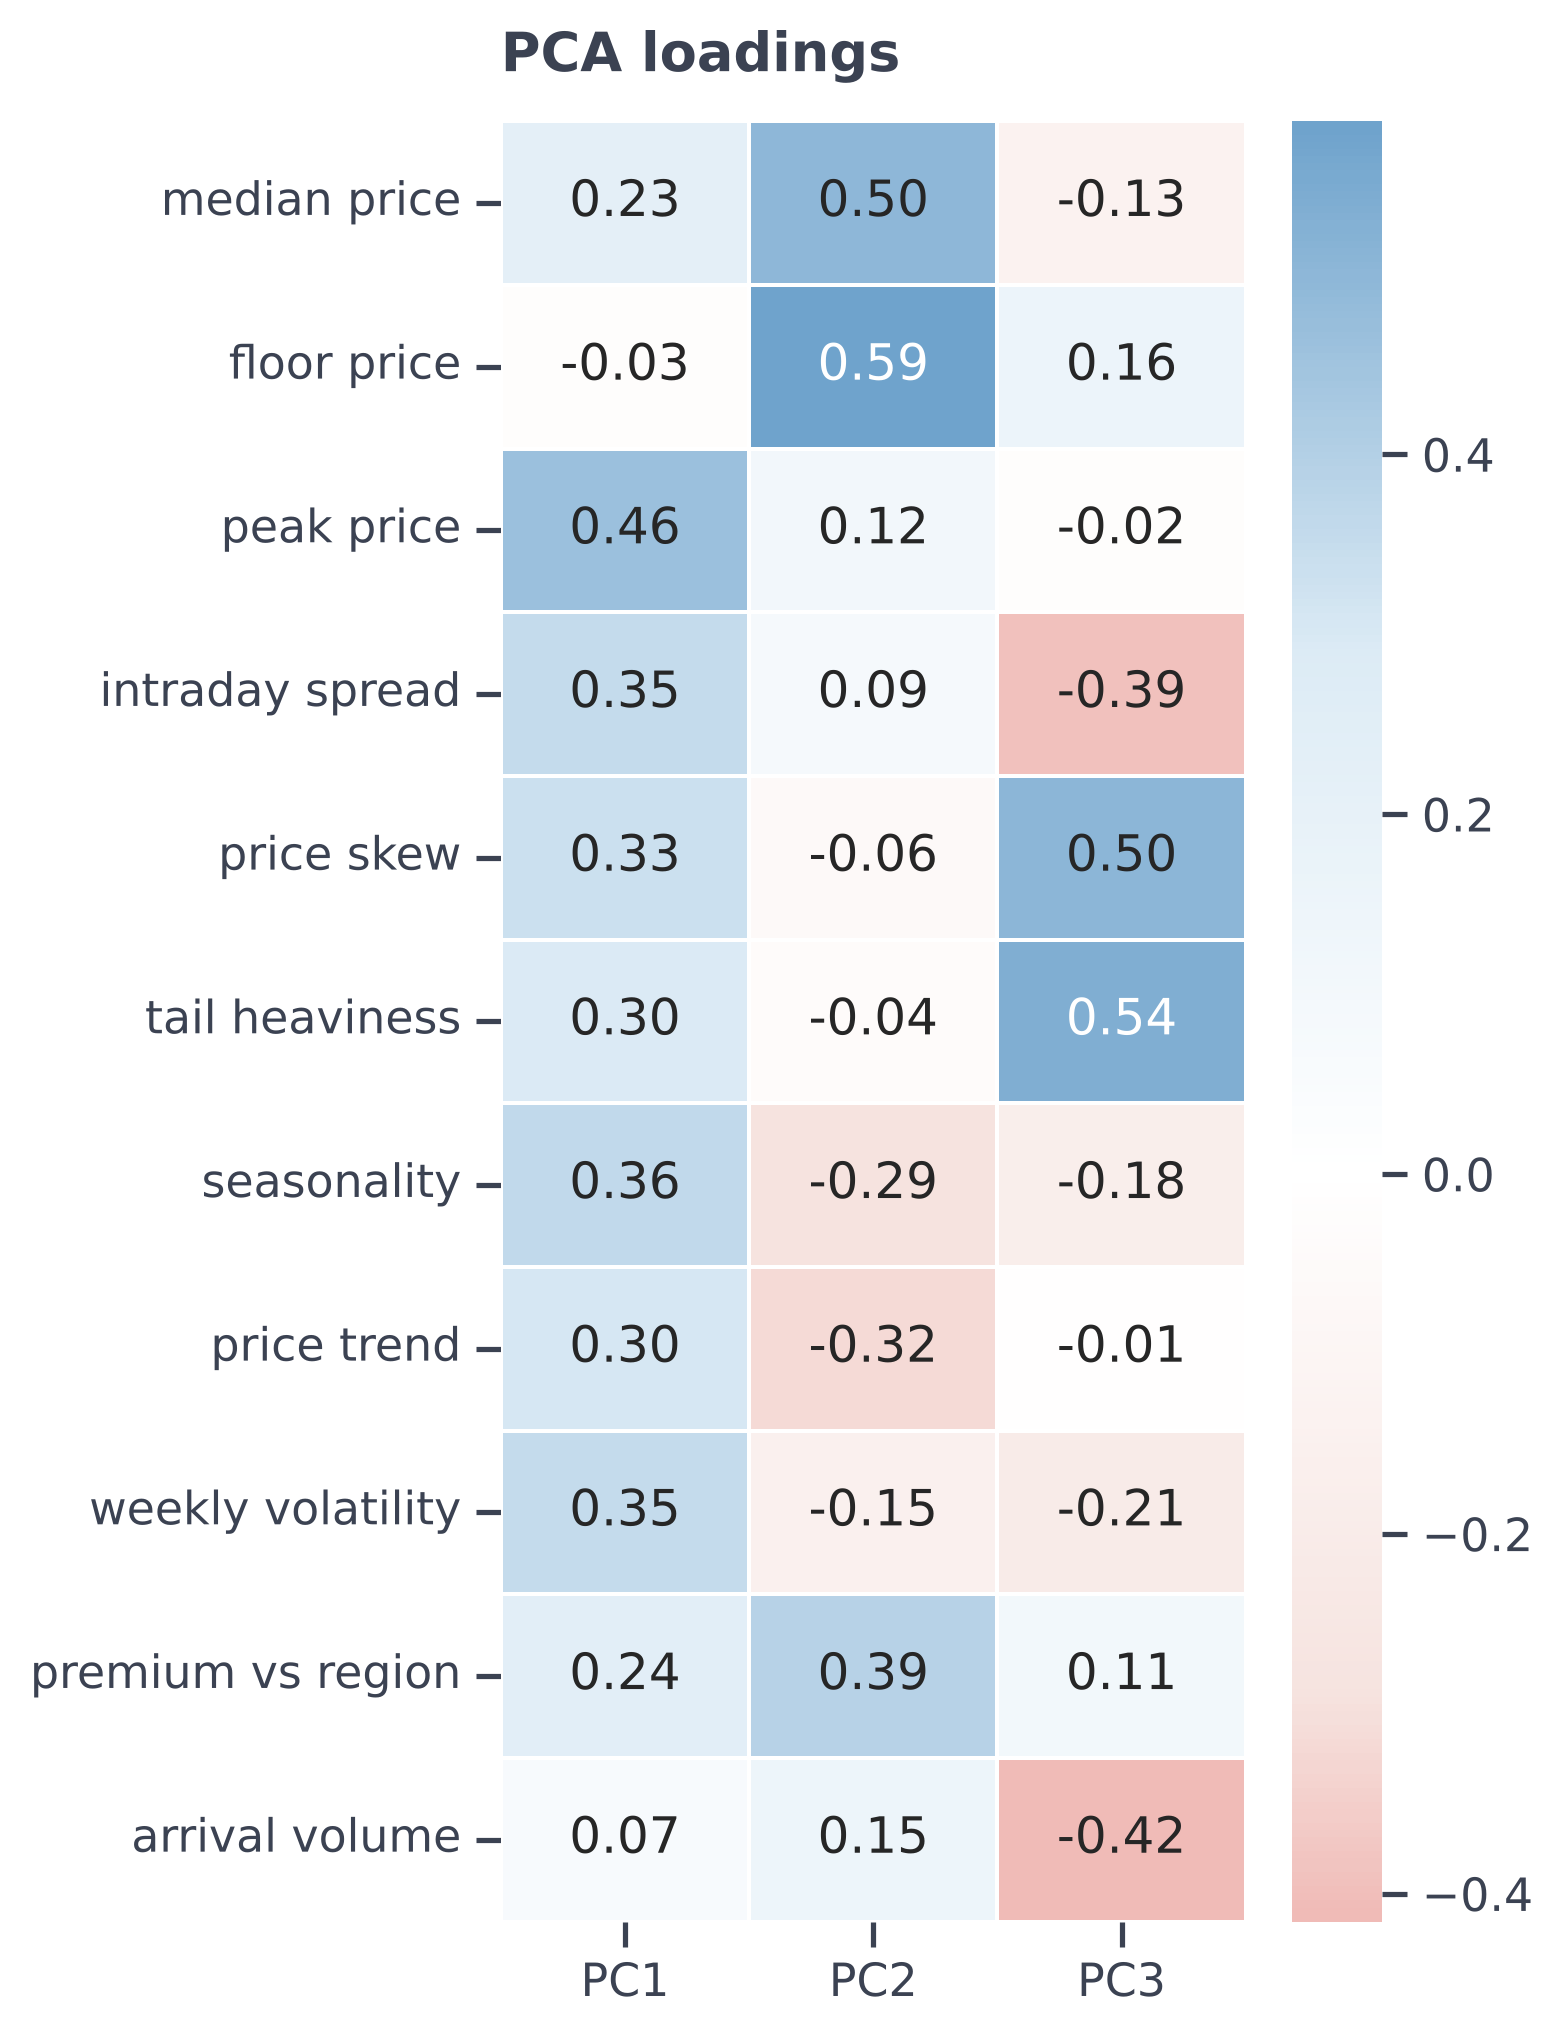 PCA loadings
median price 0.23 0.50 -0.13
floor price -0.03 0.59 0.16
peak price 0.46 0.12 -0.02
intraday spread 0.35 0.09 -0.39
price skew 0.33 -0.06 0.50
tail heaviness 0.30 -0.04 0.54
seasonality 0.36 -0.29 -0.18
price trend 0.30 -0.32 -0.01
weekly volatility 0.35 -0.15 -0.21
premium vs region 0.24 0.39 0.11
arrival volume 0.07 0.15 -0.42
PC1 PC2 PC3
0.4
0.2
0.0
−0.2
−0.4